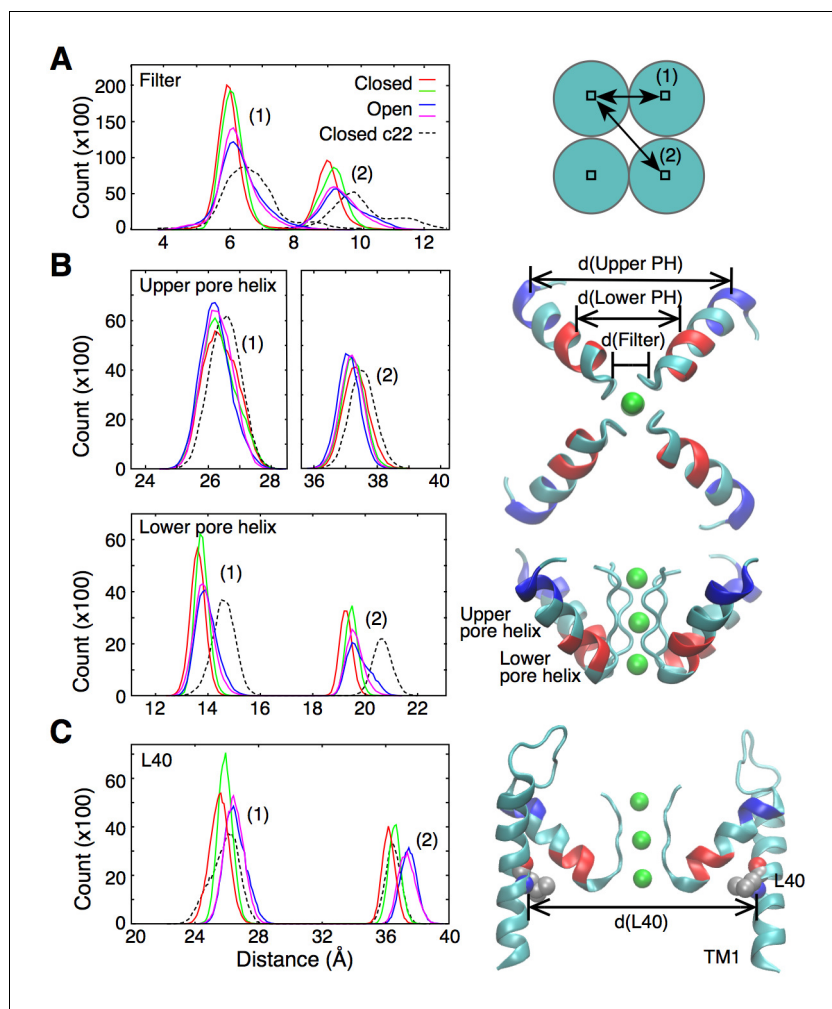 A
Filter
Closed
Open
Closed c22
(1)
(2)
Count (x100)
200
150
100
50
0
4 6 8 10 12
(1)
(2)
B
Upper pore helix
(1)
(2)
Count (x100)
60
40
20
0
24 26 28 36 38 40
Lower pore helix
(1)
(2)
Count (x100)
60
40
20
0
12 14 16 18 20 22
d(Upper PH)
d(Lower PH)
d(Filter)
Upper
pore helix
Lower
pore helix
C
L40
(1)
(2)
Count (x100)
60
40
20
0
20 24 28 32 36 40
Distance (Å)
L40
d(L40)
TM1